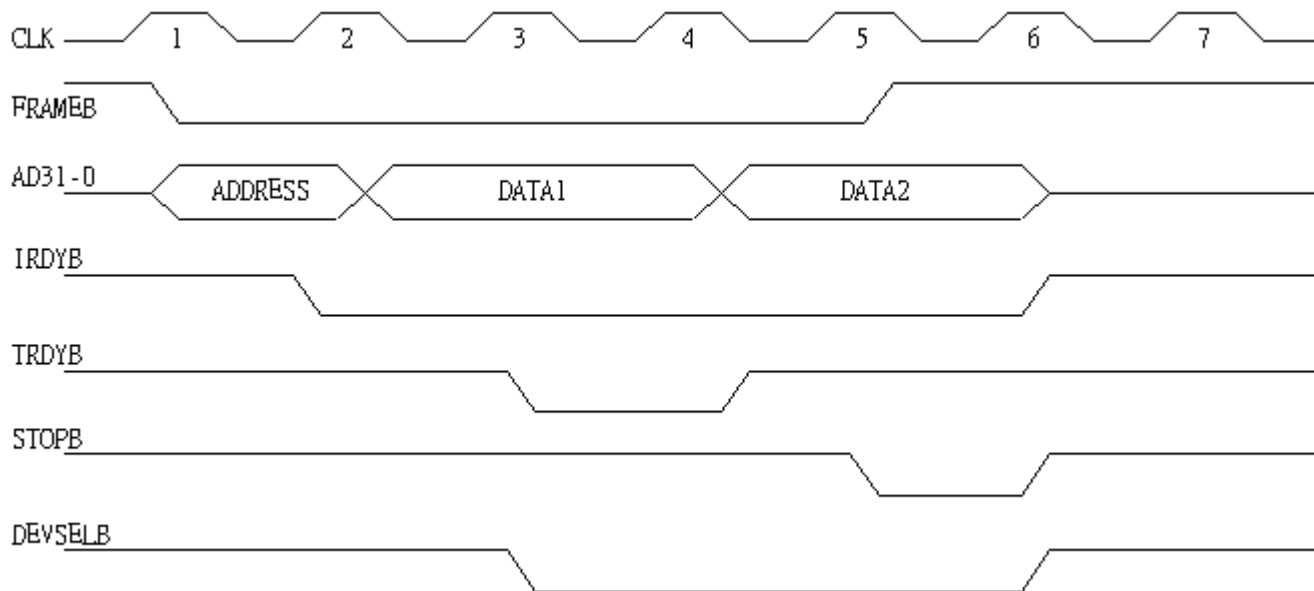 CLK 1 2 3 4 5 6 7
FRAMEB
AD31-0 ADDRESS DATA1 DATA2
IRDYB
TRDYB
STOPB
DEVSELB